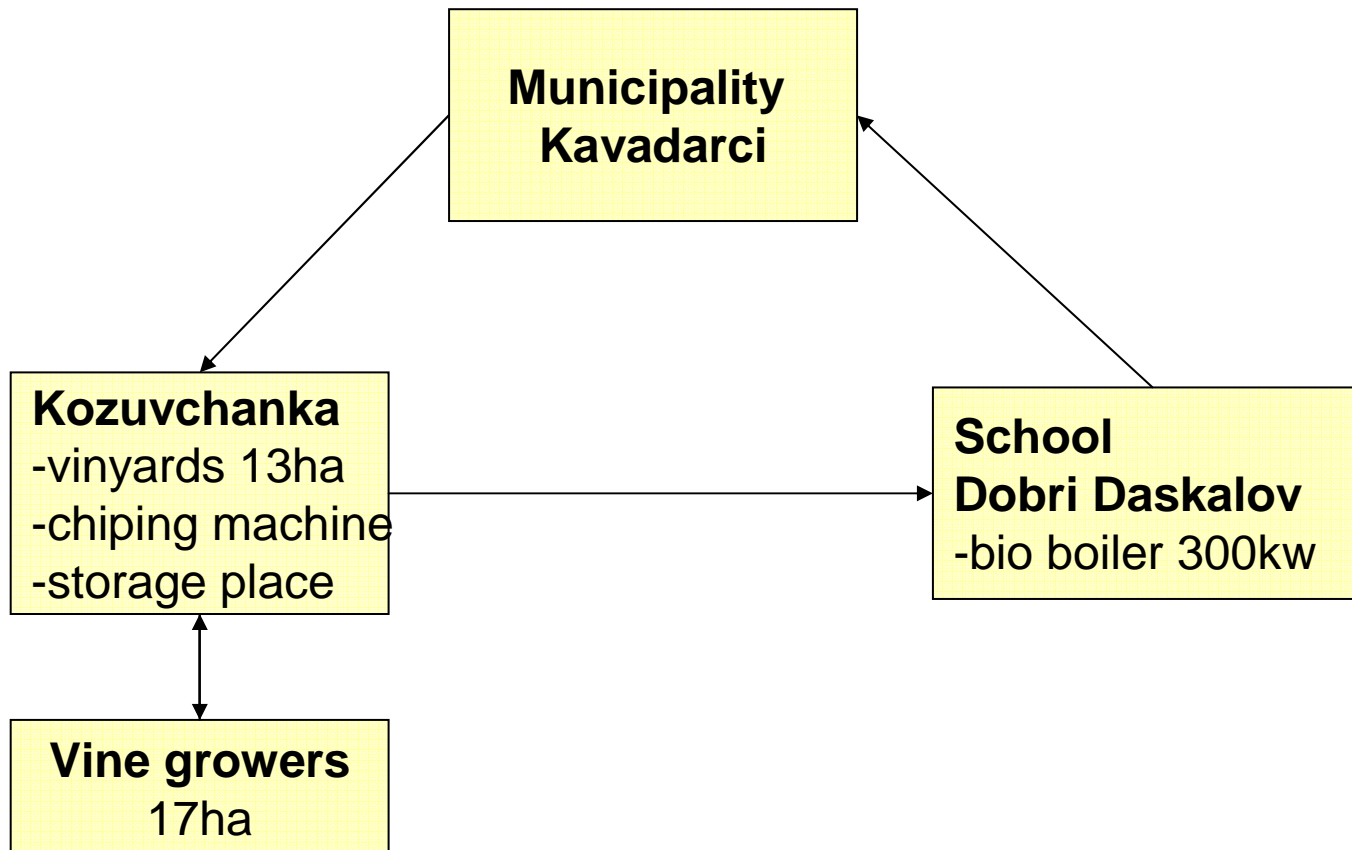 Municipality
Kavadarci
Kozuvchanka
-vinyards 13ha
-chiping machine
-storage place
School
Dobri Daskalov
-bio boiler 300kw
Vine growers
17ha